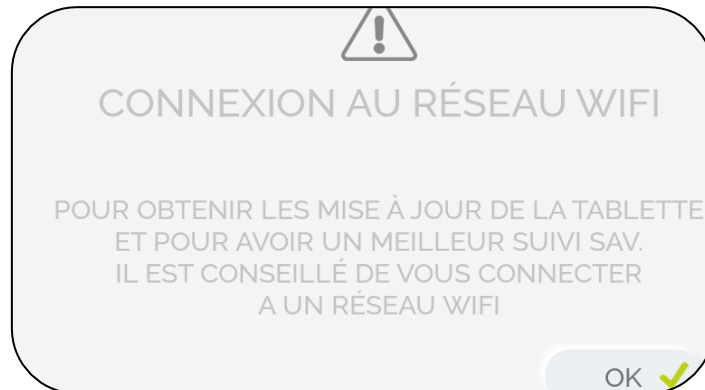 CONNEXION AU RÉSEAU WIFI
POUR OBTENIR LES MISE À JOUR DE LA TABLETTE
ET POUR AVOIR UN MEILLEUR SUIVI SAV.
IL EST CONSEILLÉ DE VOUS CONNECTER
A UN RÉSEAU WIFI
OK